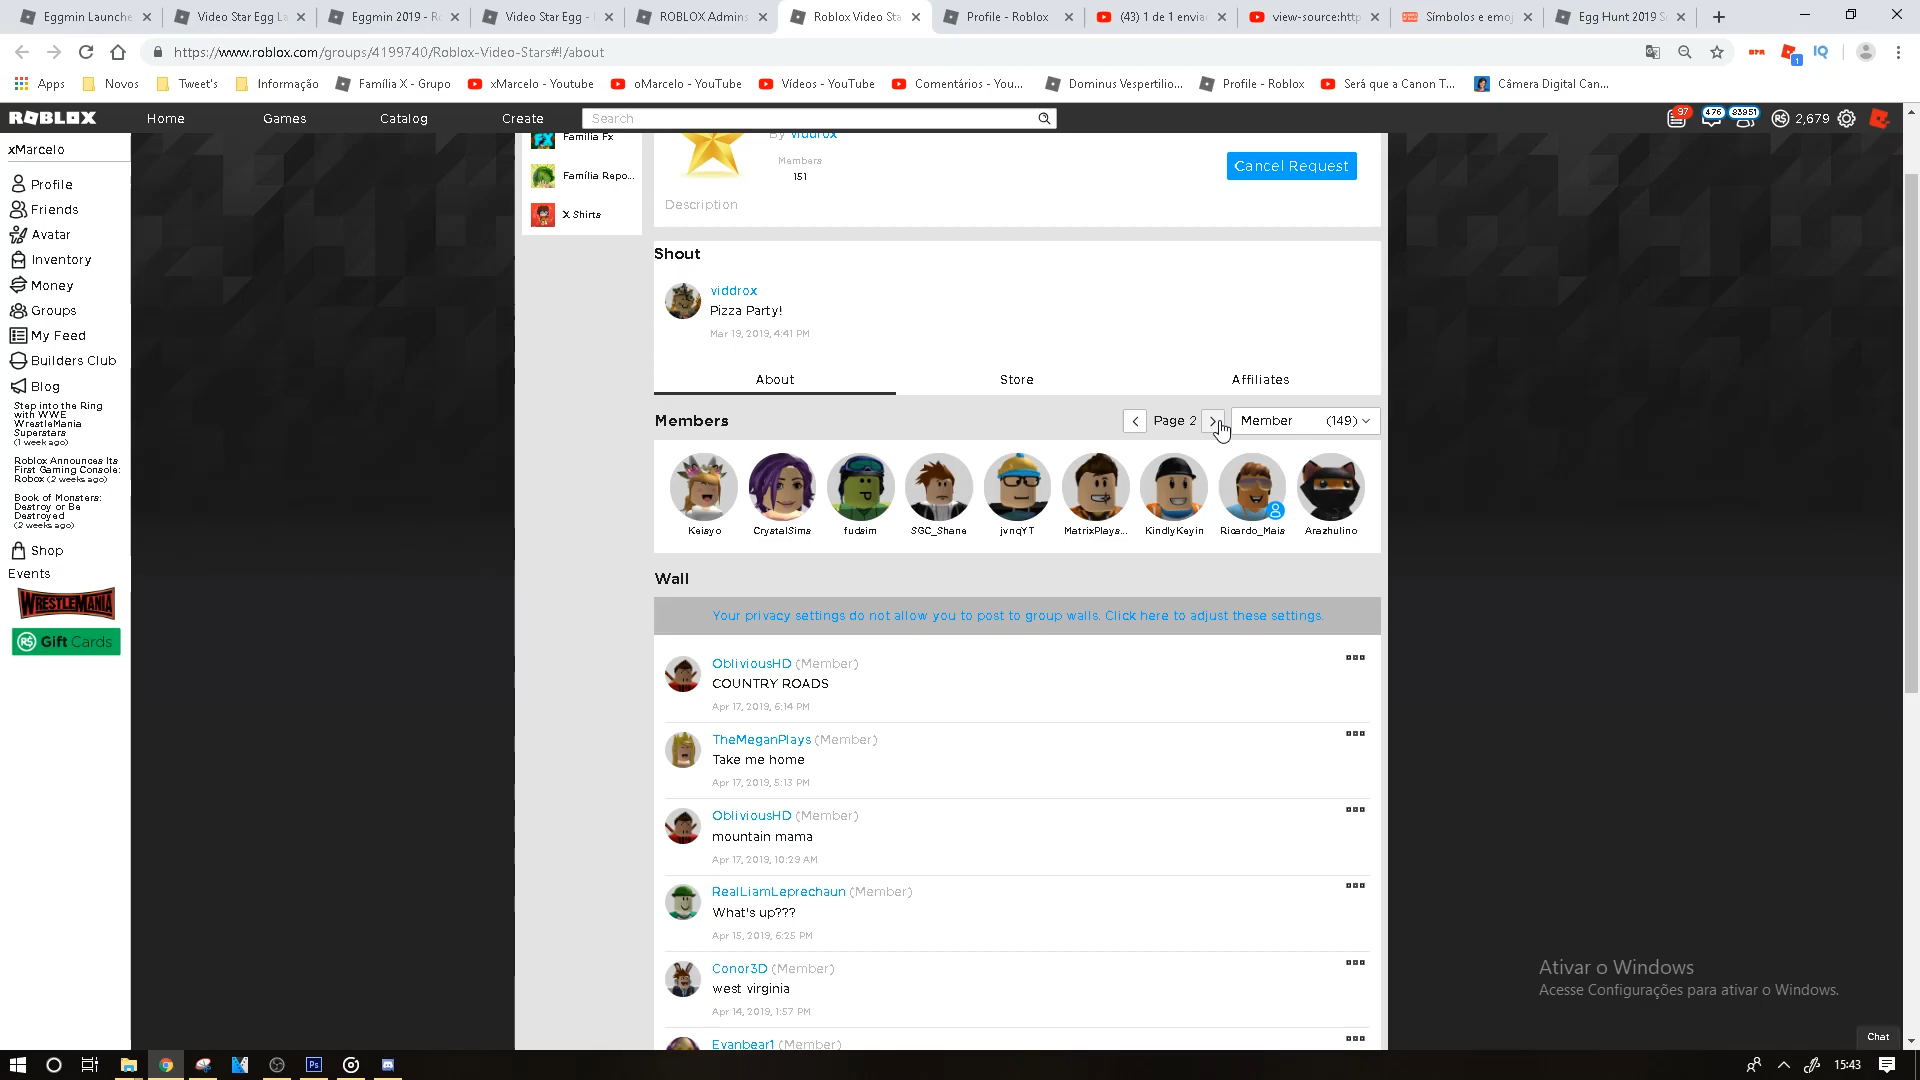 Eggmin Launche
Video Star Egg La
Eggmin 2019 - Ro
Video Star Egg -
ROBLOX Admins
Roblox Video Sta
Profile - Roblox
(43) 1 de 1 envia
view-source:http
Símbolos e emoj
Egg Hunt 2019 S
https://www.roblox.com/groups/4199740/Roblox-Video-Stars#!/about
Apps
Novos
Tweet's
Informação
Família X - Grupo
xMarcelo - Youtube
oMarcelo - YouTube
Vídeos - YouTube
Comentários - You...
Dominus Vespertilio...
Profile - Roblox
Será que a Canon T...
Câmera Digital Can...
ROBLOX
Home
Games
Catalog
Create
Search
97
476
83951
2,679
xMarcelo
Profile
Friends
Avatar
Inventory
Money
Groups
My Feed
Builders Club
Blog
Step into the Ring
with WWE
WrestleMania
Superstars
(1 week ago)
Roblox Announces Its
First Gaming Console:
Robox (2 weeks ago)
Book of Monsters:
Destroy or Be
Destroyed
(2 weeks ago)
Shop
Events
WRESTLEMANIA
Gift Cards
Família Fx
Família Repo...
X Shirts
By viddrox
Members
151
Cancel Request
Description
Shout
viddrox
Pizza Party!
Mar 19, 2019, 4:41 PM
About
Store
Affiliates
Members
Page 2
Member (149)
Keisyo
CrystalSims
fudsim
SGC_Shane
jvnqYT
MatrixPlays...
KindlyKeyin
Ricardo_Mais
Arazhulino
Wall
Your privacy settings do not allow you to post to group walls. Click here to adjust these settings.
ObliviousHD (Member)
COUNTRY ROADS
Apr 17, 2019, 6:14 PM
TheMeganPlays (Member)
Take me home
Apr 17, 2019, 5:13 PM
ObliviousHD (Member)
mountain mama
Apr 17, 2019, 10:29 AM
RealLiamLeprechaun (Member)
What's up???
Apr 15, 2019, 6:25 PM
Conor3D (Member)
west virginia
Apr 14, 2019, 1:57 PM
Evanbear1 (Member)
Ativar o Windows
Acesse Configurações para ativar o Windows.
Chat
15:43